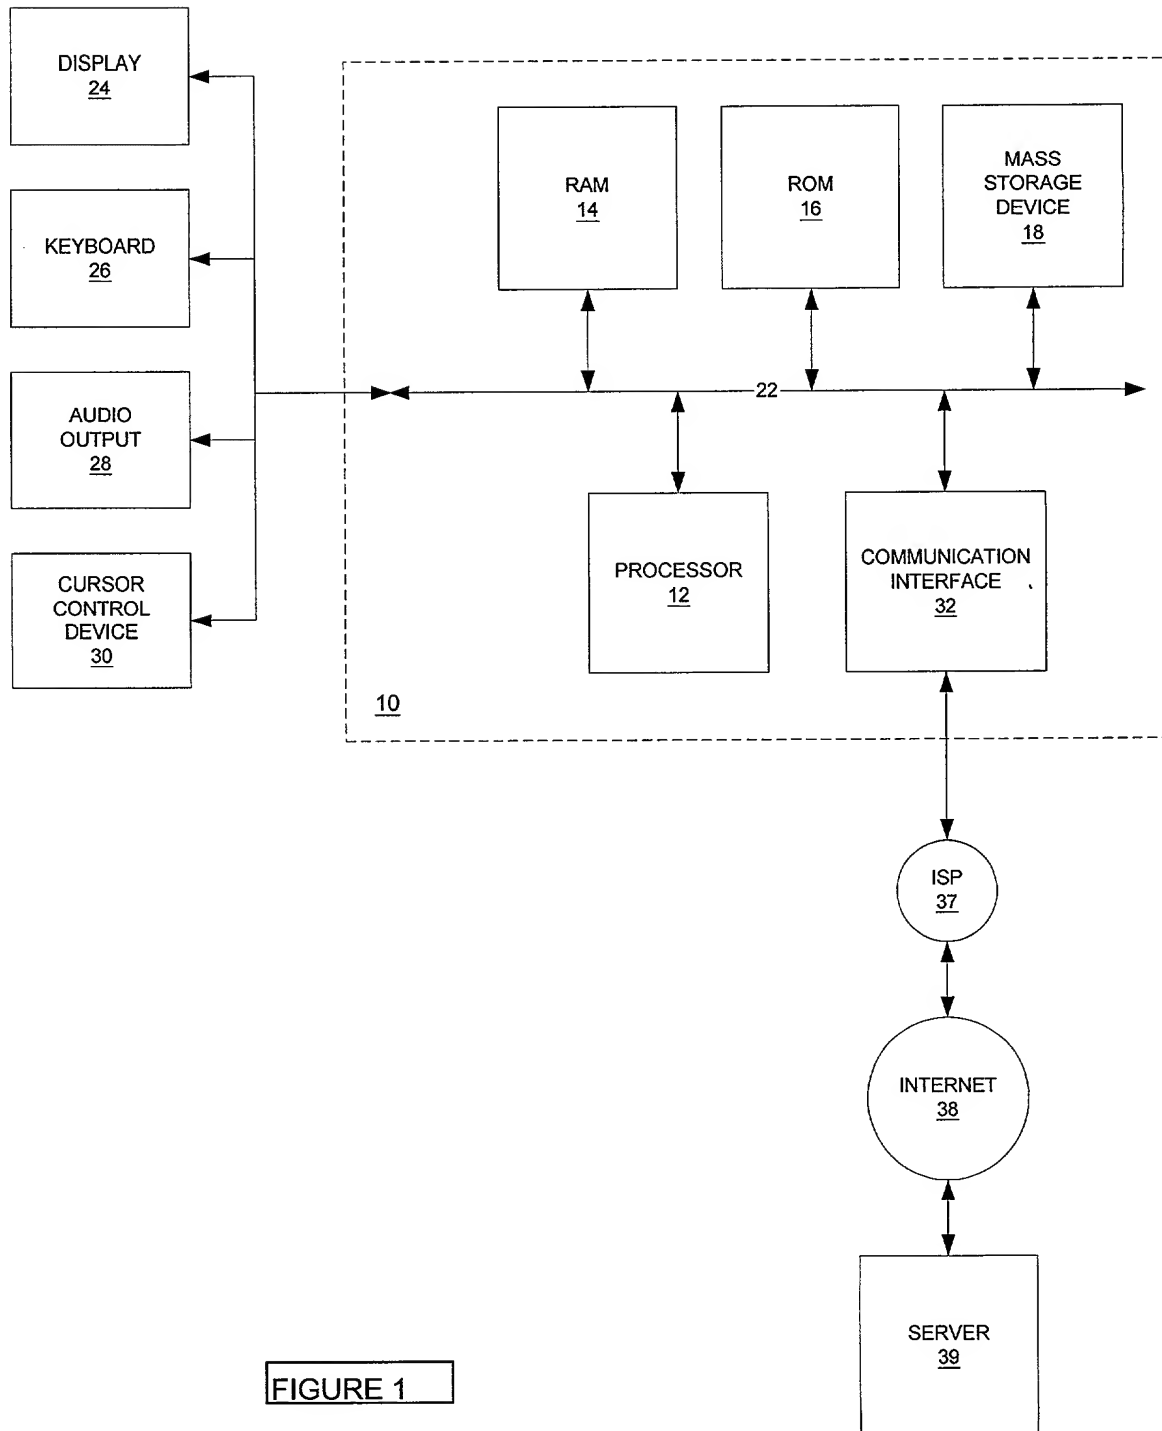 DISPLAY
24
KEYBOARD
26
AUDIO
OUTPUT
28
CURSOR
CONTROL
DEVICE
30
RAM
14
ROM
16
MASS
STORAGE
DEVICE
18
22
PROCESSOR
12
COMMUNICATION
INTERFACE
32
10
ISP
37
INTERNET
38
SERVER
39
FIGURE 1